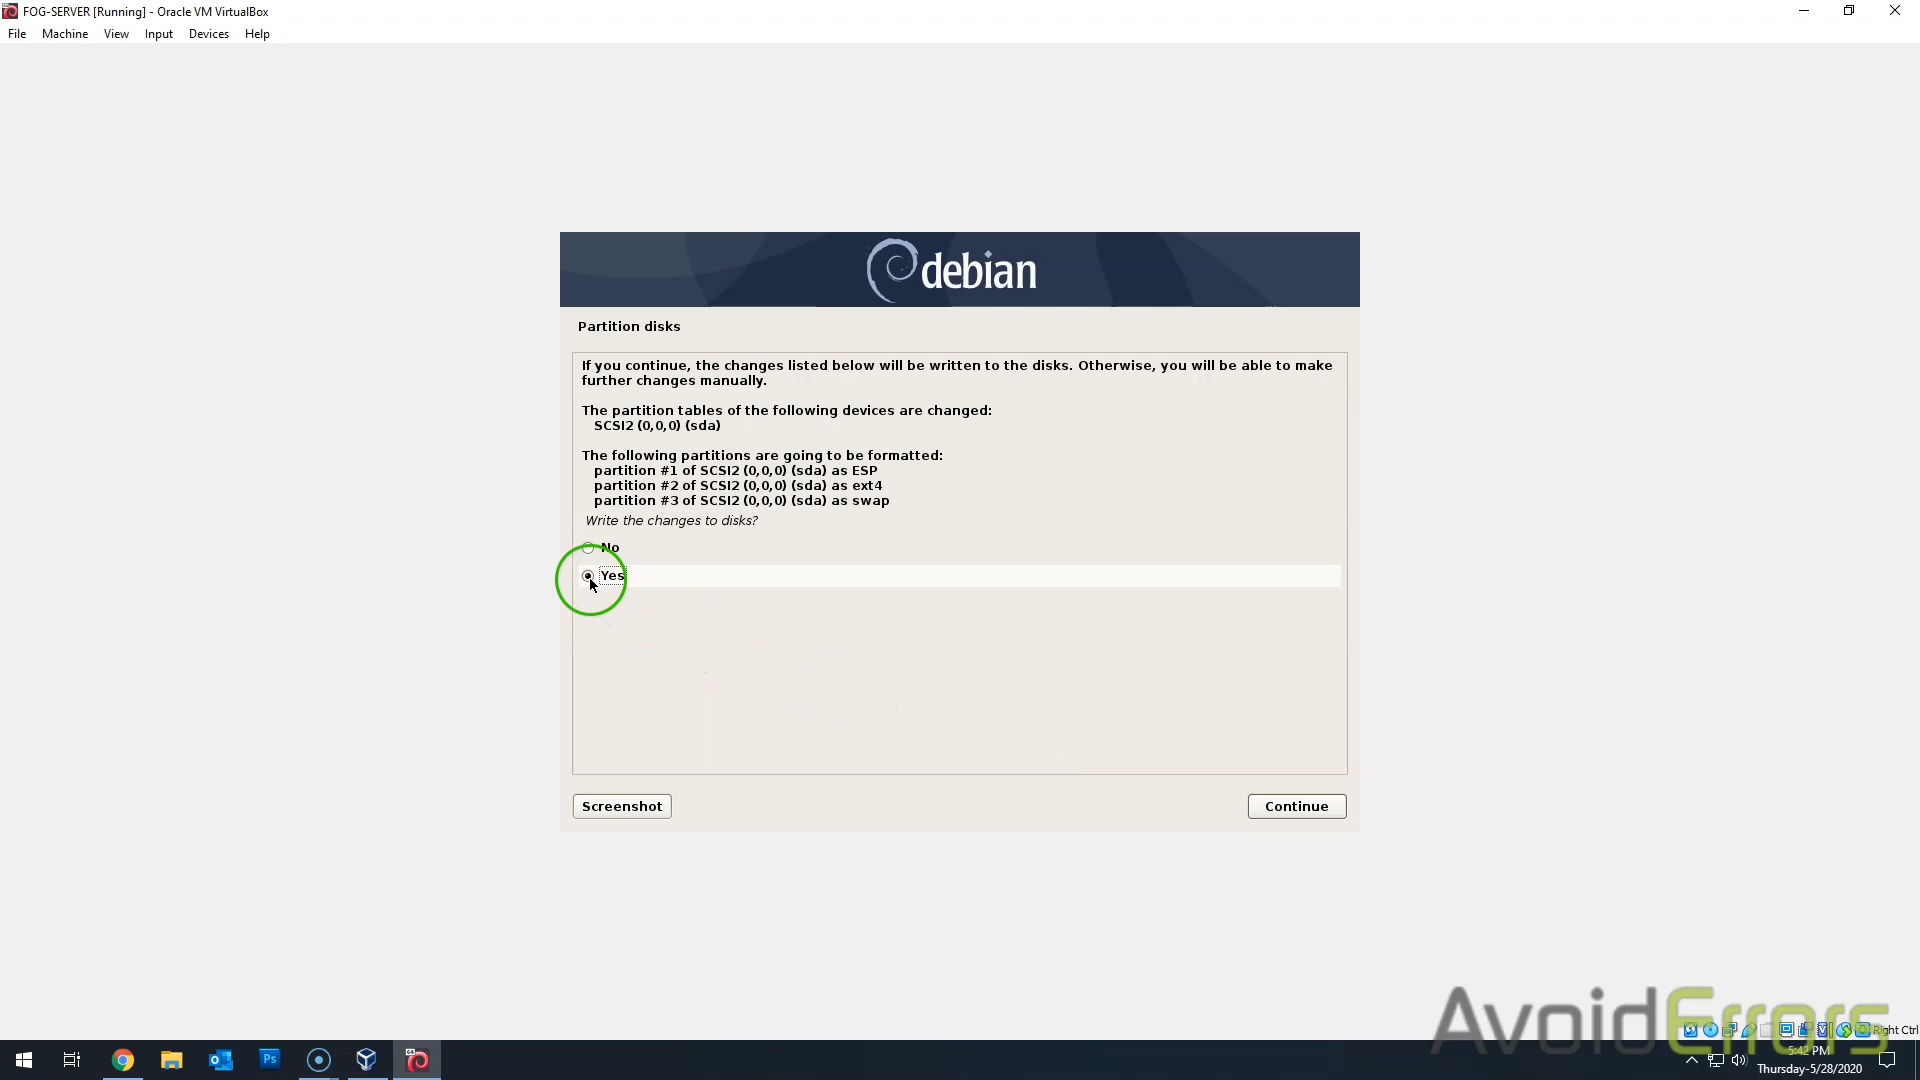 FOG-SERVER [Running] - Oracle VM VirtualBox
File Machine View Input Devices Help
debian
Partition disks
If you continue, the changes listed below will be written to the disks. Otherwise, you will be able to make
further changes manually.
The partition tables of the following devices are changed:
SCSI2 (0,0,0) (sda)
The following partitions are going to be formatted:
partition #1 of SCSI2 (0,0,0) (sda) as ESP
partition #2 of SCSI2 (0,0,0) (sda) as ext4
partition #3 of SCSI2 (0,0,0) (sda) as swap
Write the changes to disks?
No
Yes
Screenshot Continue
AvoidErrors
Right Ctrl
Ps
5:42 PM
Thursday-5/28/2020